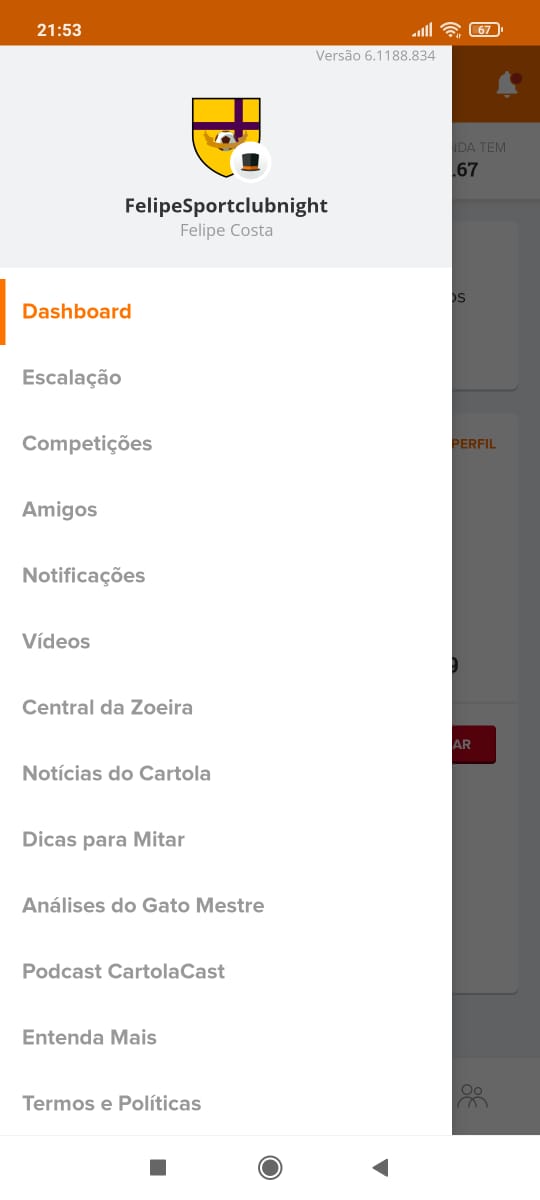 21:53
67
Versão 6.1188.834
FelipeSportclubnight
Felipe Costa
NDA TEM
.67
os
PERFIL
9
AR
Dashboard
Escalação
Competições
Amigos
Notificações
Vídeos
Central da Zoeira
Notícias do Cartola
Dicas para Mitar
Análises do Gato Mestre
Podcast CartolaCast
Entenda Mais
Termos e Políticas